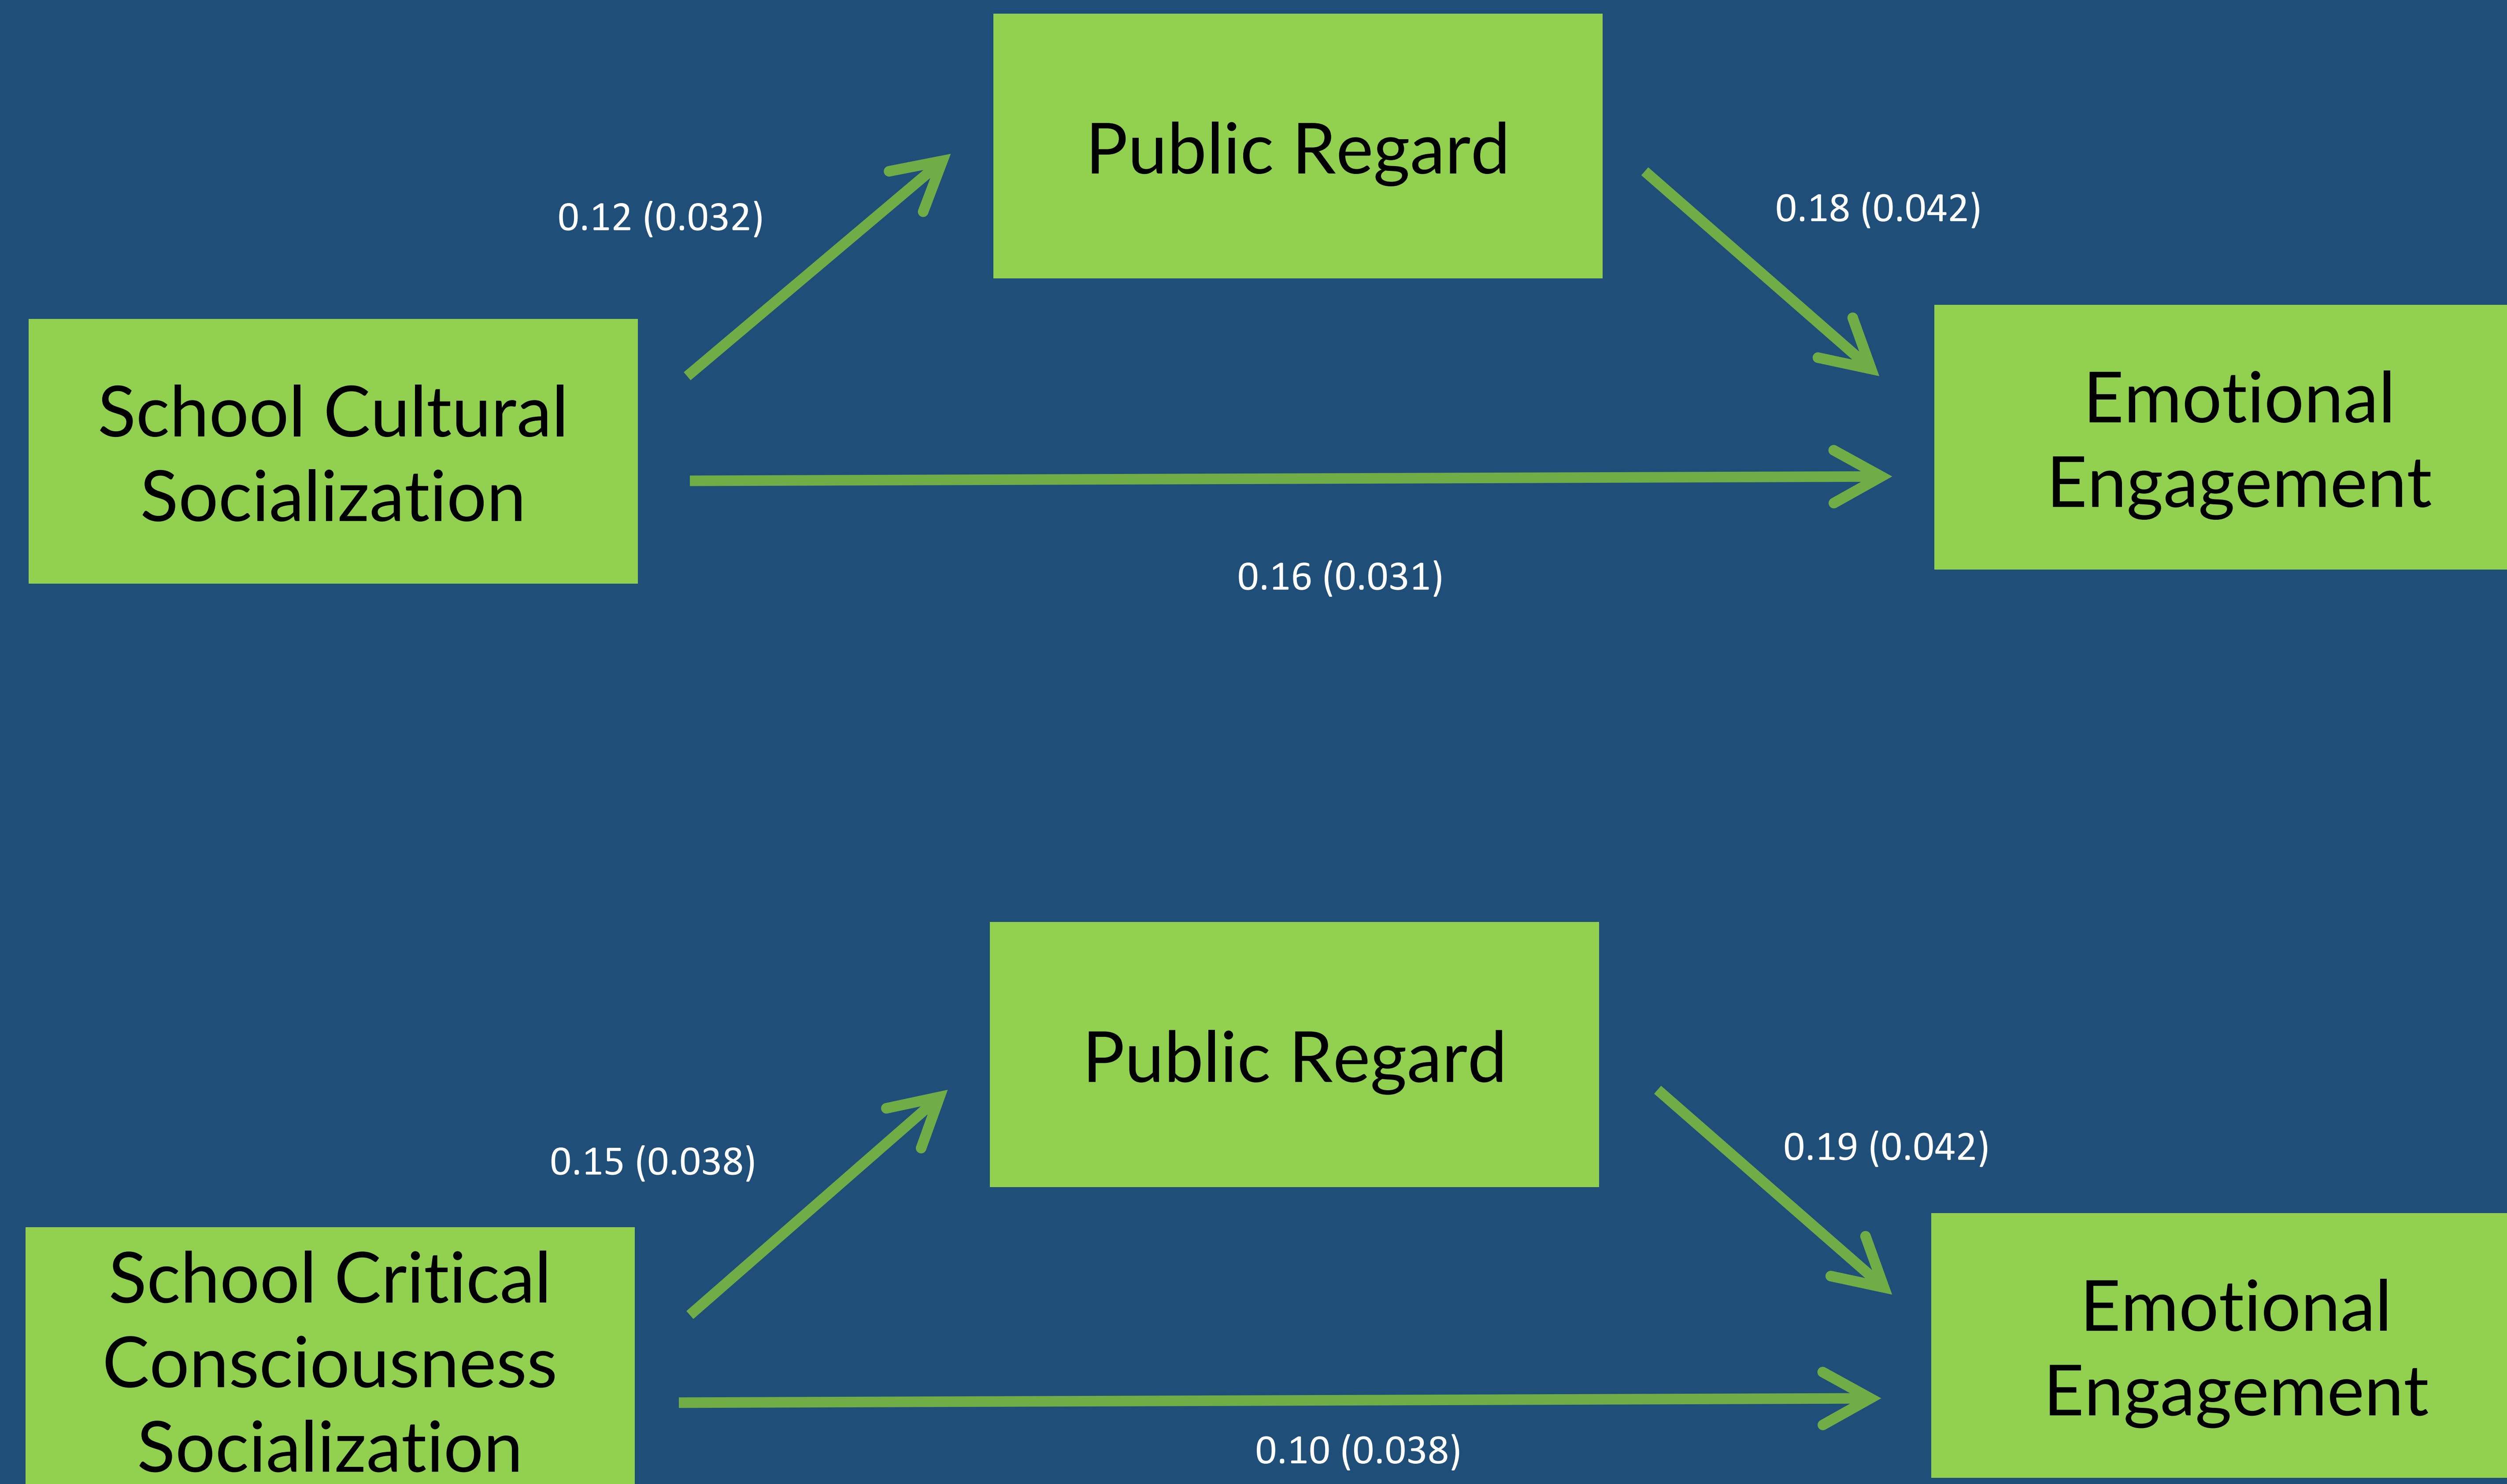 Public Regard
0.12 (0.032)
0.18 (0.042)
School Cultural
Socialization
Emotional
Engagement
0.16 (0.031)
Public Regard
0.15 (0.038)
0.19 (0.042)
School Critical
Consciousness
Socialization
Emotional
Engagement
0.10 (0.038)